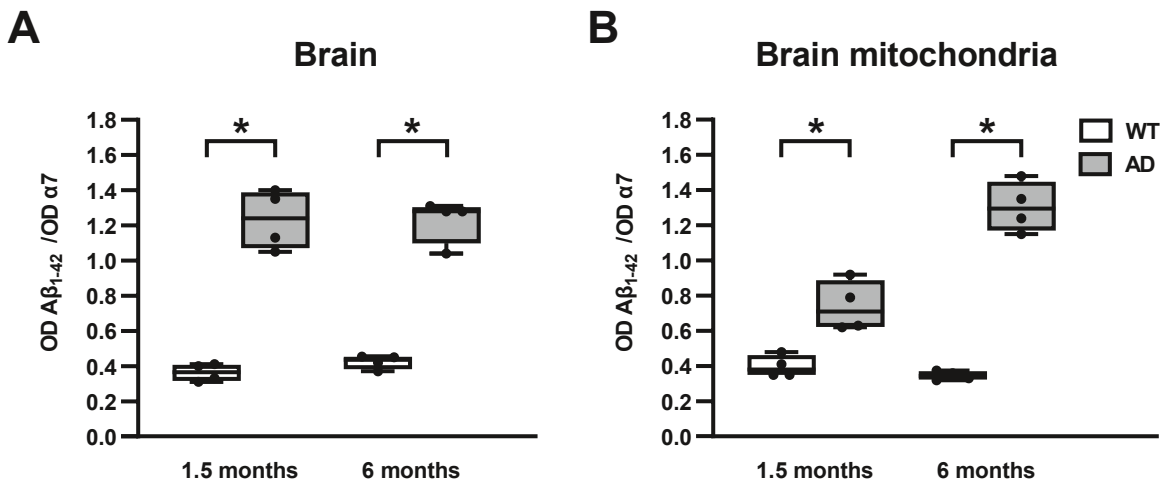 A
Brain
OD Aβ1-42 /OD α7
1.8
1.6
1.4
1.2
1.0
0.8
0.6
0.4
0.2
0.0
*
*
1.5 months
6 months
B
Brain mitochondria
OD Aβ1-42 /OD α7
1.8
1.6
1.4
1.2
1.0
0.8
0.6
0.4
0.2
0.0
*
*
1.5 months
6 months
WT
AD